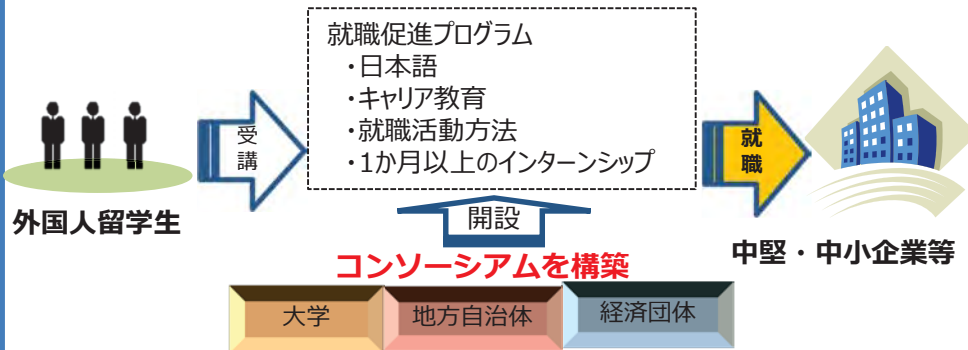 就職促進プログラム
・日本語
・キャリア教育
・就職活動方法
・1か月以上のインターンシップ
受講
就職
外国人留学生
開設
中堅・中小企業等
コンソーシアムを構築
大学
地方自治体
経済団体